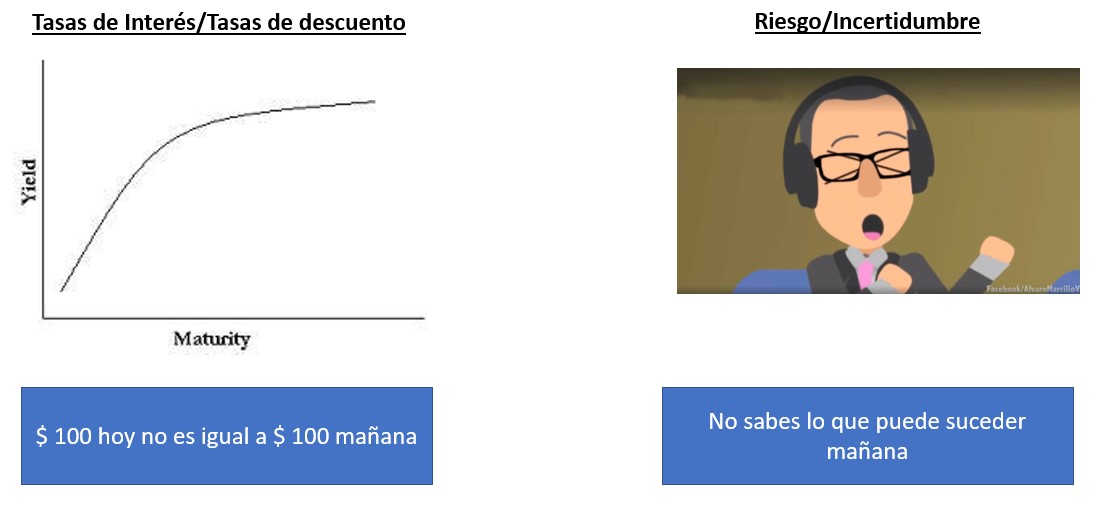 Tasas de Interés/Tasas de descuento
Riesgo/Incertidumbre
Yield
Maturity
Facebook/AlvaroMarcilloV
$ 100 hoy no es igual a $ 100 mañana
No sabes lo que puede suceder
mañana